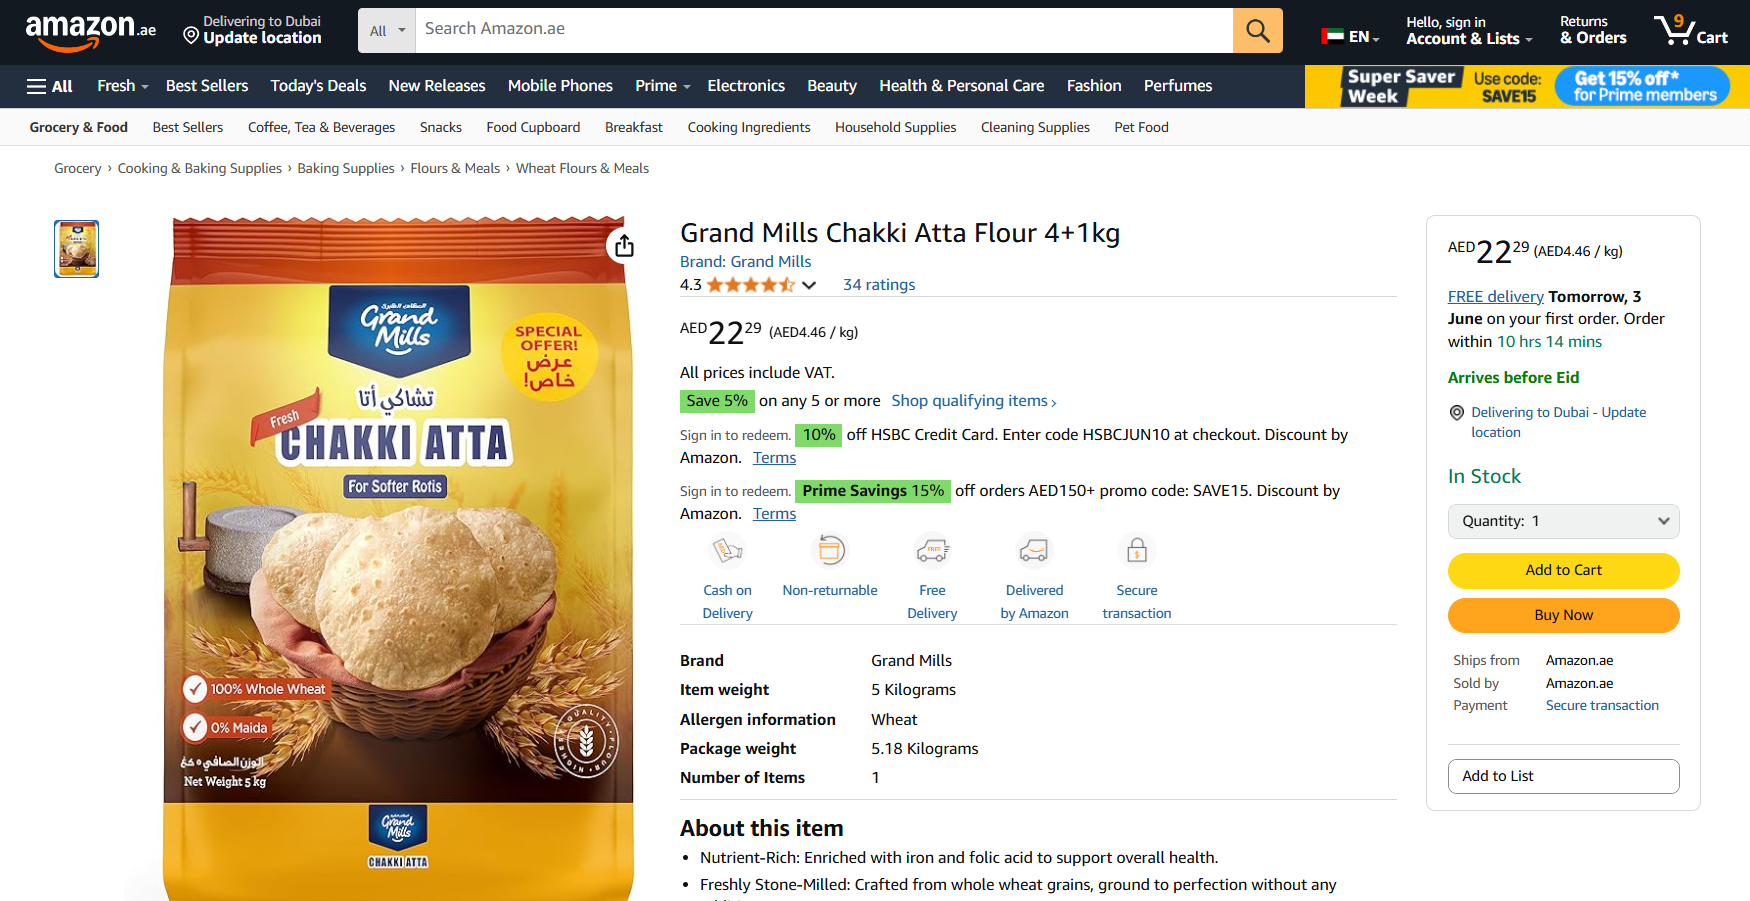 amazon.ae
Delivering to Dubai
Update location
All
Search Amazon.ae
EN
Hello, sign in
Account & Lists
Returns
& Orders
9
Cart
All
Fresh
Best Sellers
Today's Deals
New Releases
Mobile Phones
Prime
Electronics
Beauty
Health & Personal Care
Fashion
Perfumes
Super Saver
Week
Use code:
SAVE15
Get 15% off*
for Prime members
Grocery & Food
Best Sellers
Coffee, Tea & Beverages
Snacks
Food Cupboard
Breakfast
Cooking Ingredients
Household Supplies
Cleaning Supplies
Pet Food
Grocery › Cooking & Baking Supplies › Baking Supplies › Flours & Meals › Wheat Flours & Meals
Grand
Mills
SPECIAL
OFFER!
عرض
خاص!
تشاكي أتا
Fresh
CHAKKI ATTA
For Softer Rotis
100% Whole Wheat
0% Maida
الوزن الصافي ٥ كغ
Net Weight 5 kg
Grand
Mills
CHAKKI ATTA
Grand Mills Chakki Atta Flour 4+1kg
Brand: Grand Mills
4.3
34 ratings
AED22 29 (AED4.46 / kg)
All prices include VAT.
Save 5% on any 5 or more Shop qualifying items ›
Sign in to redeem. 10% off HSBC Credit Card. Enter code HSBCJUN10 at checkout. Discount by
Amazon. Terms
Sign in to redeem. Prime Savings 15% off orders AED150+ promo code: SAVE15. Discount by
Amazon. Terms
Cash on
Delivery
Non-returnable
FREE
Free
Delivery
Delivered
by Amazon
Secure
transaction
Brand Grand Mills
Item weight 5 Kilograms
Allergen information Wheat
Package weight 5.18 Kilograms
Number of Items 1
About this item
• Nutrient-Rich: Enriched with iron and folic acid to support overall health.
• Freshly Stone-Milled: Crafted from whole wheat grains, ground to perfection without any
AED22 29 (AED4.46 / kg)
FREE delivery Tomorrow, 3
June on your first order. Order
within 10 hrs 14 mins
Arrives before Eid
Delivering to Dubai - Update
location
In Stock
Quantity: 1
Add to Cart
Buy Now
Ships from Amazon.ae
Sold by Amazon.ae
Payment Secure transaction
Add to List